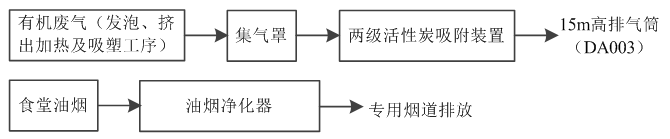 有机废气（发泡、挤
出加热及吸塑工序）
集气罩
两级活性炭吸附装置
15m高排气筒
（DA003）
食堂油烟
油烟净化器
专用烟道排放